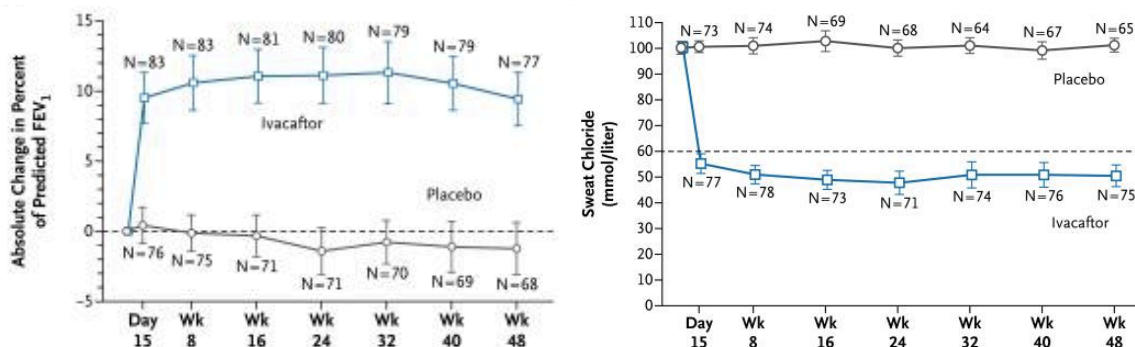 Absolute Change in Percent
of Predicted FEV1
15
10
5
0
−5
N=83
N=83
N=81
N=80
N=79
N=79
N=77
Ivacaftor
Placebo
N=76
N=75
N=71
N=71
N=70
N=69
N=68
Day
15
Wk
8
Wk
16
Wk
24
Wk
32
Wk
40
Wk
48
Sweat Chloride
(mmol/liter)
110
100
90
80
70
60
50
40
30
20
10
0
N=73
N=74
N=69
N=68
N=64
N=67
N=65
Placebo
N=77
N=78
N=73
N=71
N=74
N=76
N=75
Ivacaftor
Day
15
Wk
8
Wk
16
Wk
24
Wk
32
Wk
40
Wk
48